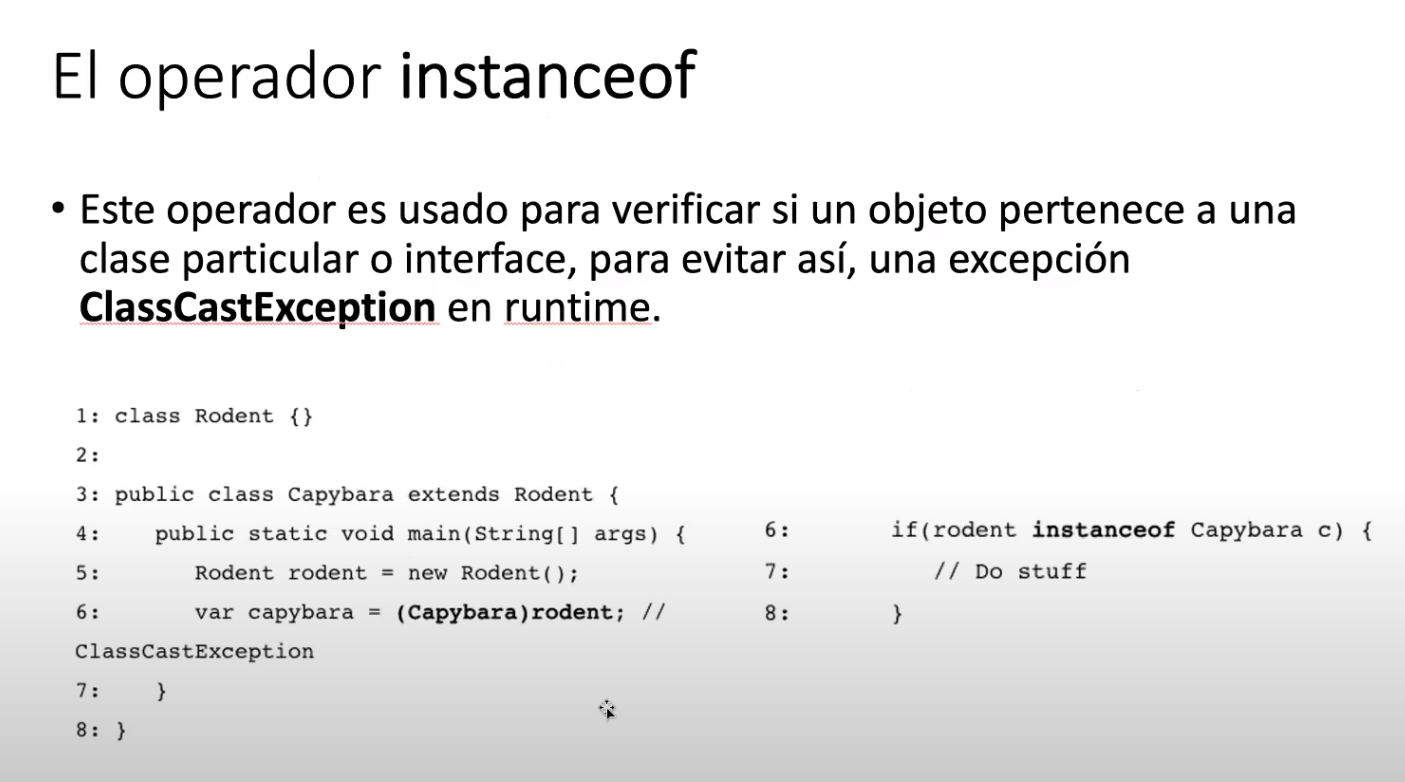 El operador instanceof
• Este operador es usado para verificar si un objeto pertenece a una
clase particular o interface, para evitar así, una excepción
ClassCastException en runtime.
1: class Rodent {}
2:
3: public class Capybara extends Rodent {
4:    public static void main(String[] args) {
5:       Rodent rodent = new Rodent();
6:       var capybara = (Capybara)rodent; //
ClassCastException
7:    }
8: }
6:       if(rodent instanceof Capybara c) {
7:          // Do stuff
8:       }